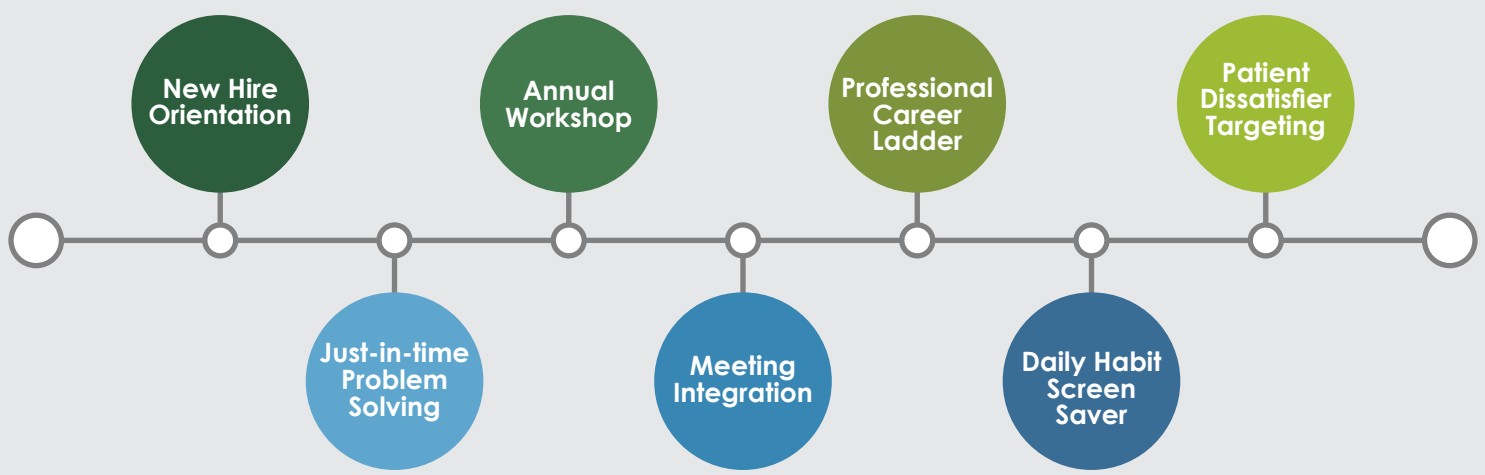 New Hire
Orientation
Just-in-time
Problem
Solving
Annual
Workshop
Meeting
Integration
Professional
Career
Ladder
Daily Habit
Screen
Saver
Patient
Dissatisfier
Targeting